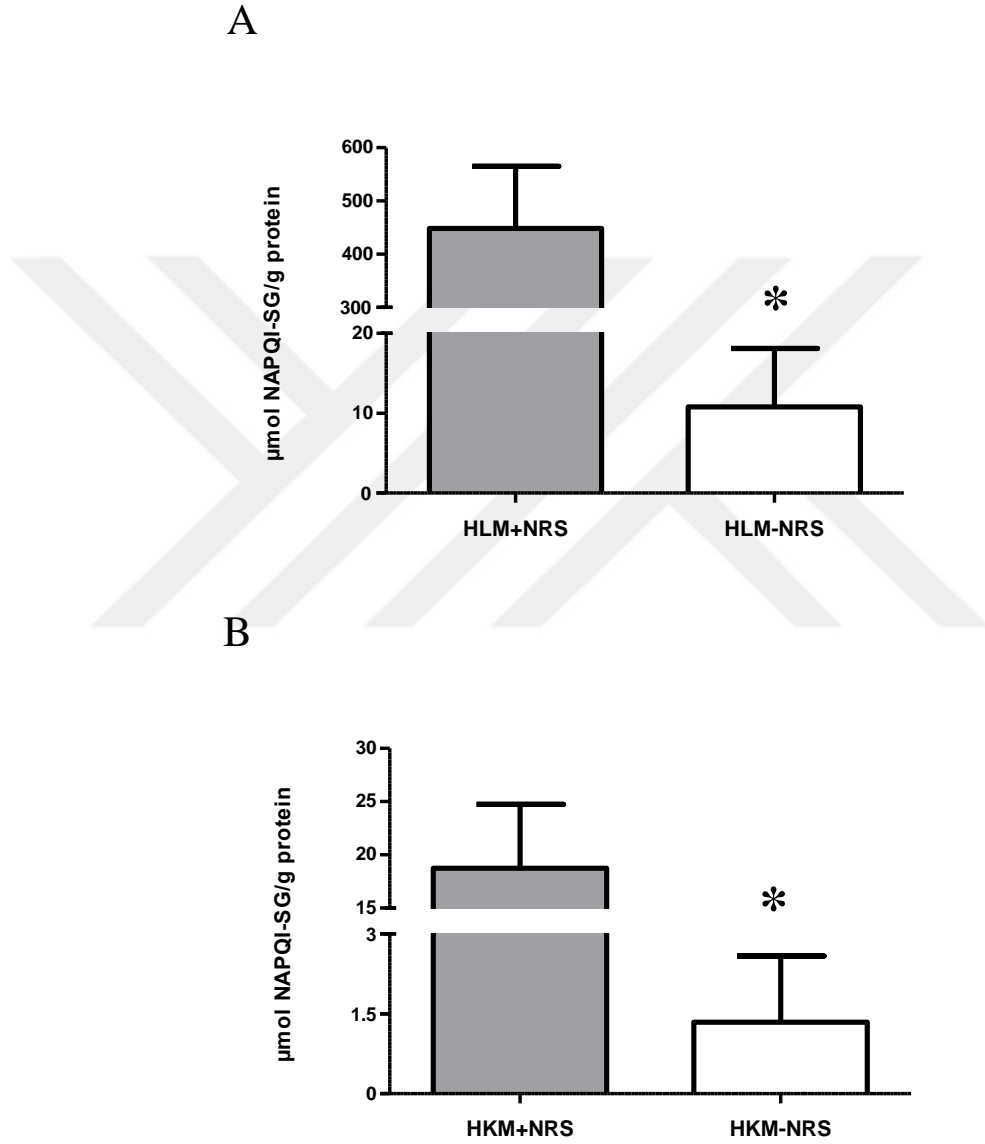 A
µmol NAPQI-SG/g protein
600
500
400
300
20
10
0
*
HLM+NRS
HLM-NRS
B
µmol NAPQI-SG/g protein
30
25
20
15
3
1.5
0
*
HKM+NRS
HKM-NRS